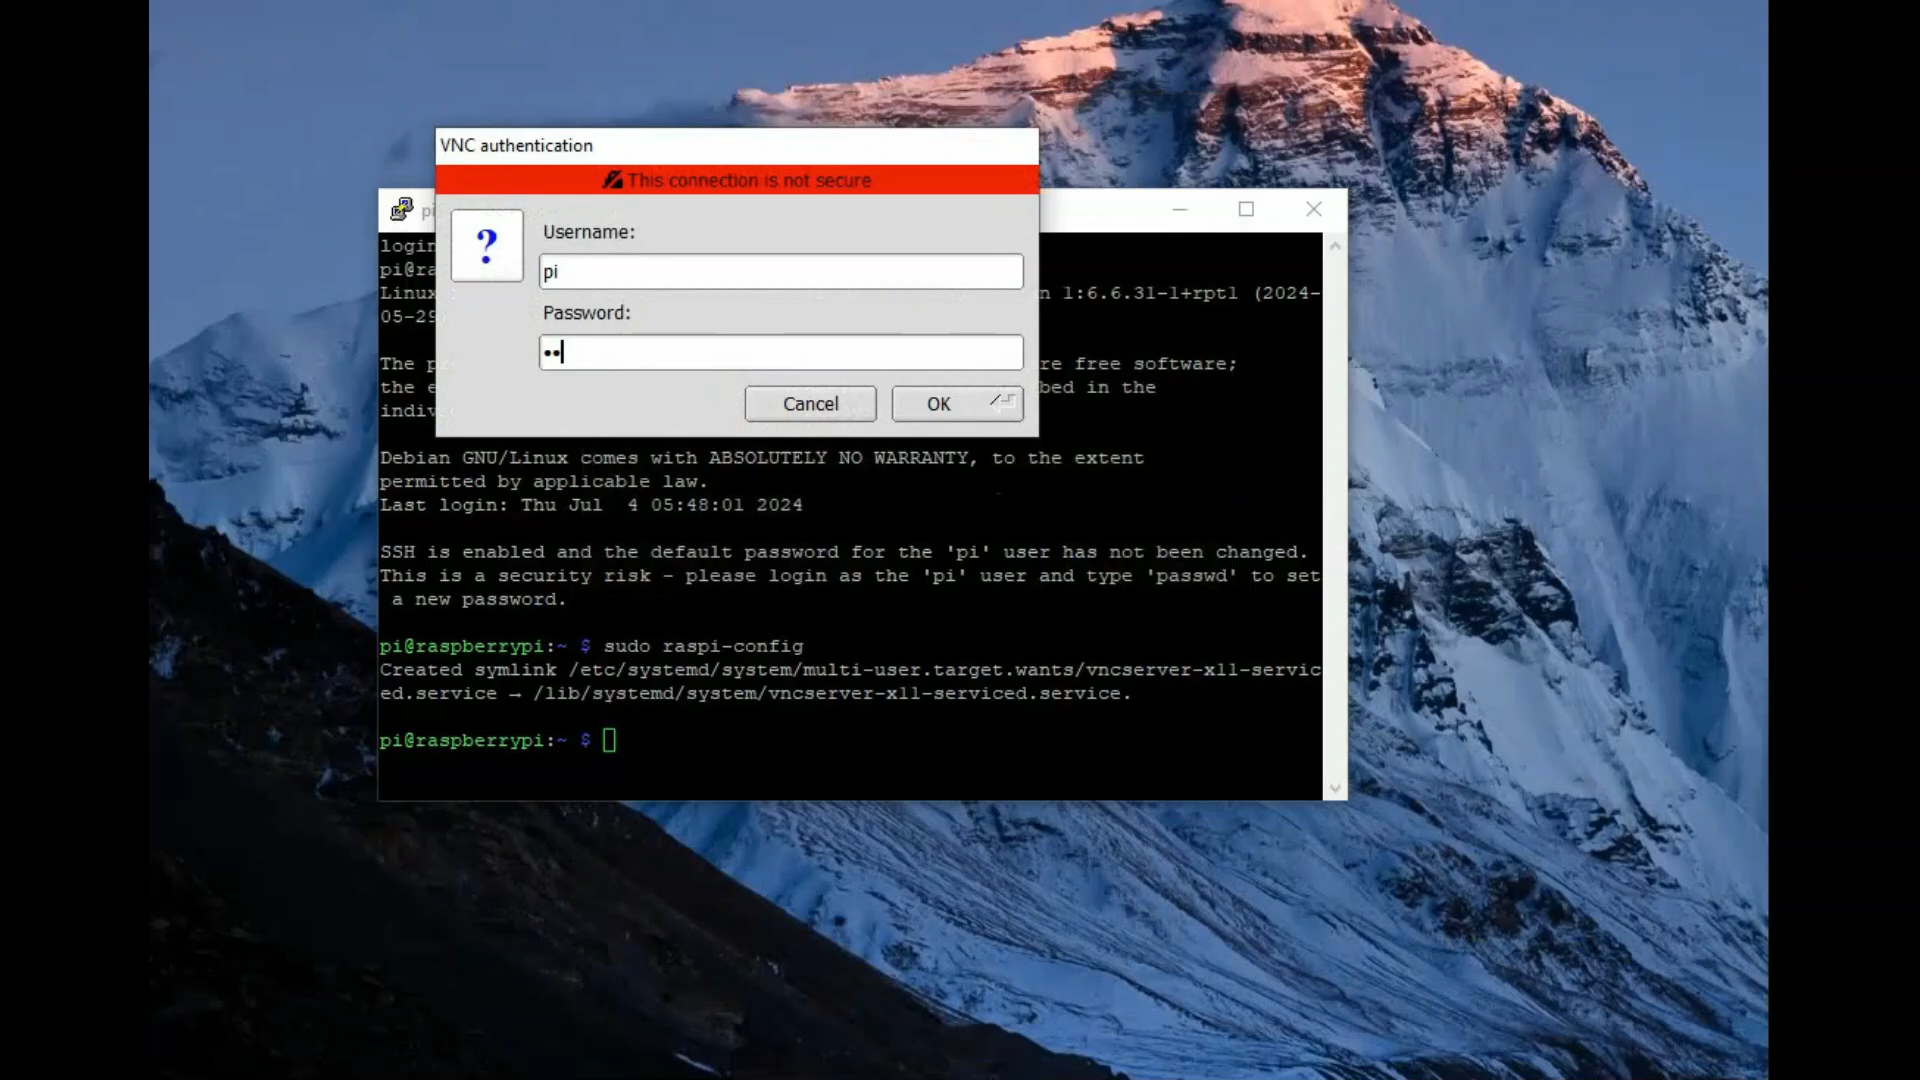 VNC authentication
This connection is not secure
?
Username:
pi
Password:
Cancel
OK
login
pi@ra
Linux n 1:6.6.31-1+rpt1 (2024-
05-29
The p re free software;
the e bed in the
indiv
Debian GNU/Linux comes with ABSOLUTELY NO WARRANTY, to the extent
permitted by applicable law.
Last login: Thu Jul  4 05:48:01 2024
SSH is enabled and the default password for the 'pi' user has not been changed.
This is a security risk - please login as the 'pi' user and type 'passwd' to set
a new password.
pi@raspberrypi:~ $ sudo raspi-config
Created symlink /etc/systemd/system/multi-user.target.wants/vncserver-x11-servic
ed.service → /lib/systemd/system/vncserver-x11-serviced.service.
pi@raspberrypi:~ $